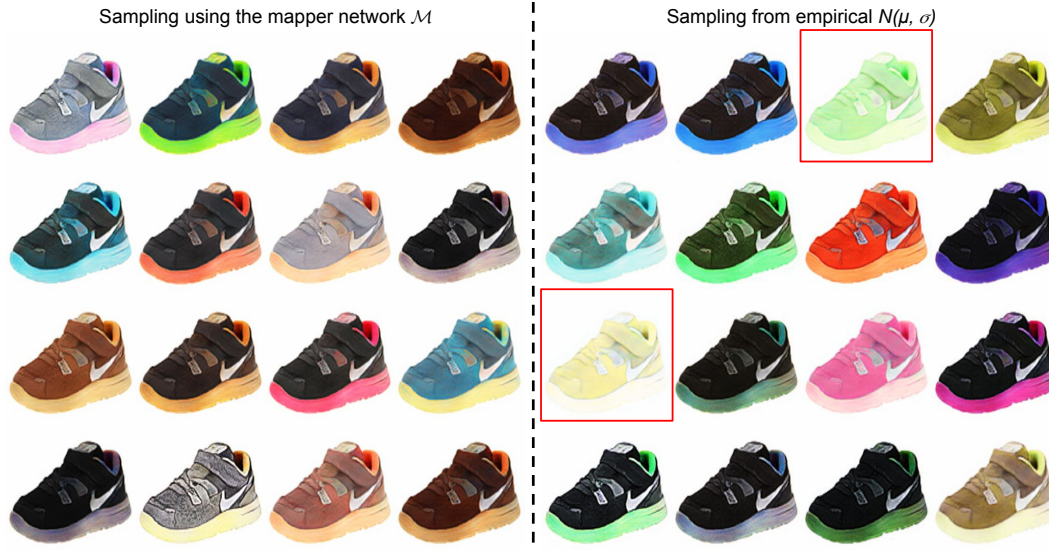 Sampling using the mapper network ℳ
Sampling from empirical N(μ, σ)